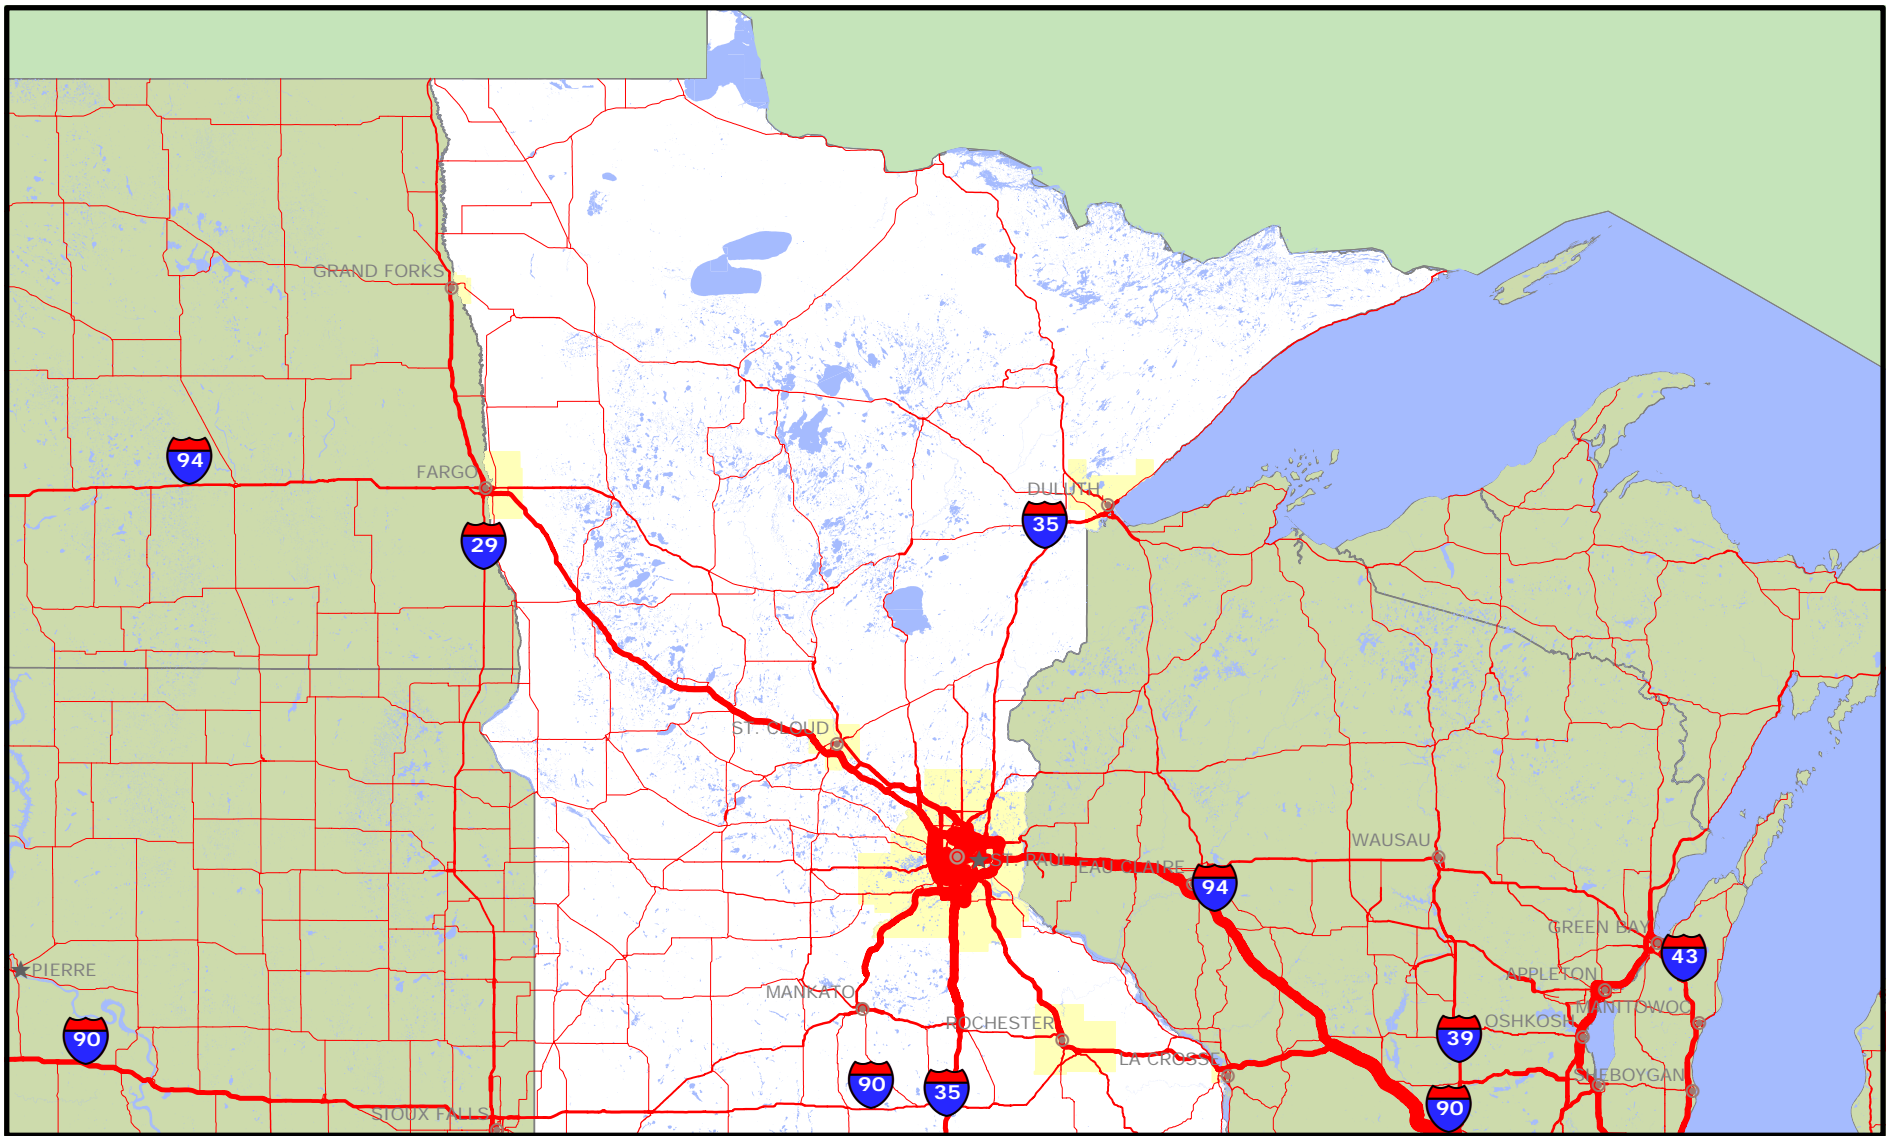 GRAND FORKS
94
FARGO
DULUTH
35
29
ST. CLOUD
WAUSAU
ST. PAUL
EAU CLAIRE
94
GREEN BAY
43
PIERRE
APPLETON
MANKATO
MANITOWOC
ROCHESTER
OSHKOSH
90
39
LA CROSSE
90
35
SHEBOYGAN
90
SIOUX FALLS